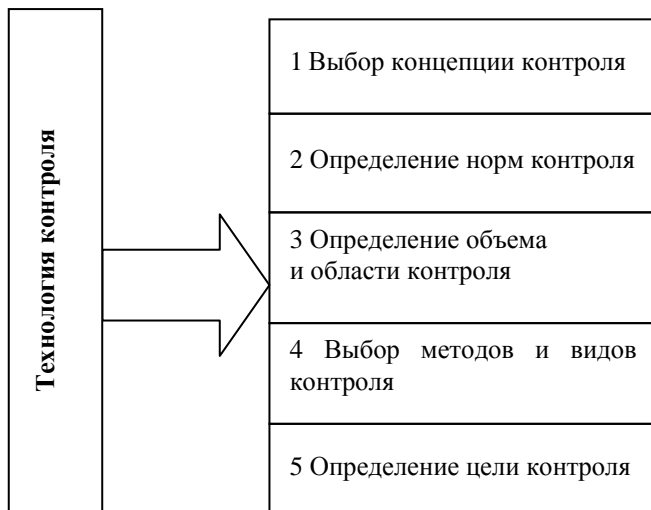 Технология контроля
1 Выбор концепции контроля
2 Определение норм контроля
3 Определение объема
и области контроля
4 Выбор методов и видов
контроля
5 Определение цели контроля